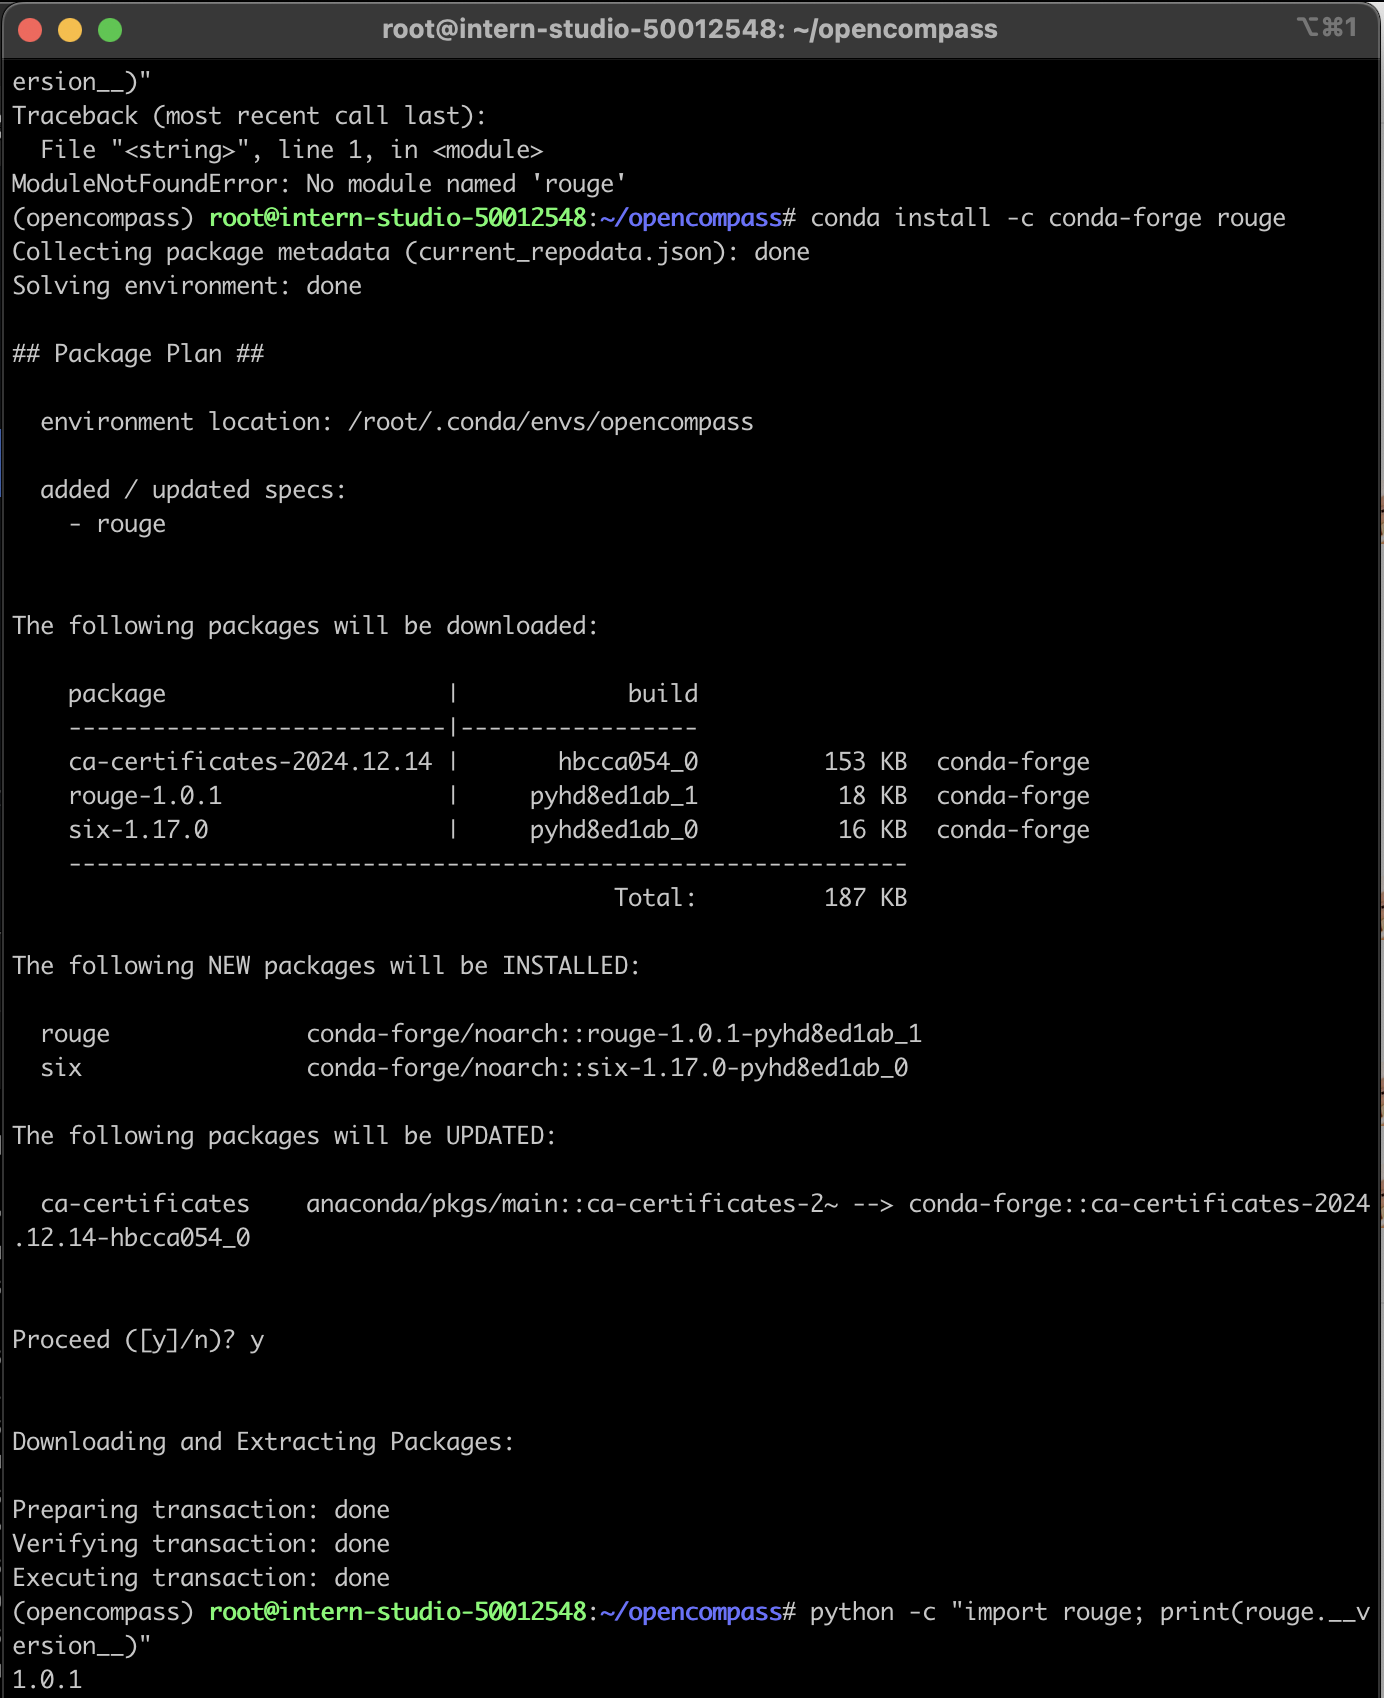 root@intern-studio-50012548: ~/opencompass
⌥⌘1
ersion__)"
Traceback (most recent call last):
  File "<string>", line 1, in <module>
ModuleNotFoundError: No module named 'rouge'
(opencompass) root@intern-studio-50012548:~/opencompass# conda install -c conda-forge rouge
Collecting package metadata (current_repodata.json): done
Solving environment: done
## Package Plan ##
  environment location: /root/.conda/envs/opencompass
  added / updated specs:
    - rouge
The following packages will be downloaded:
    package                    |            build
    ---------------------------|-----------------
    ca-certificates-2024.12.14 |       hbcca054_0         153 KB  conda-forge
    rouge-1.0.1                |     pyhd8ed1ab_1          18 KB  conda-forge
    six-1.17.0                 |     pyhd8ed1ab_0          16 KB  conda-forge
    ------------------------------------------------------------
                                           Total:         187 KB
The following NEW packages will be INSTALLED:
  rouge              conda-forge/noarch::rouge-1.0.1-pyhd8ed1ab_1
  six                conda-forge/noarch::six-1.17.0-pyhd8ed1ab_0
The following packages will be UPDATED:
  ca-certificates    anaconda/pkgs/main::ca-certificates-2~ --> conda-forge::ca-certificates-2024
.12.14-hbcca054_0
Proceed ([y]/n)? y
Downloading and Extracting Packages:
Preparing transaction: done
Verifying transaction: done
Executing transaction: done
(opencompass) root@intern-studio-50012548:~/opencompass# python -c "import rouge; print(rouge.__v
ersion__)"
1.0.1